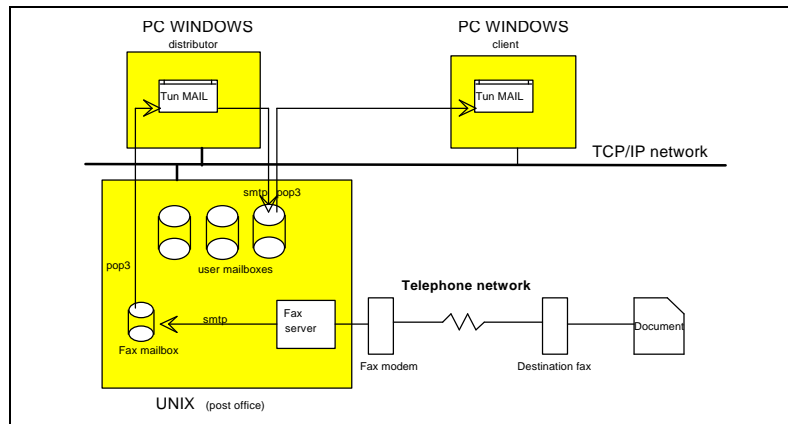 PC WINDOWS
distributor
PC WINDOWS
client
Tun MAIL
Tun MAIL
TCP/IP network
smtp pop3
user mailboxes
pop3
Telephone network
smtp
Fax
server
Document
Fax mailbox
Fax modem
Destination fax
UNIX (post office)